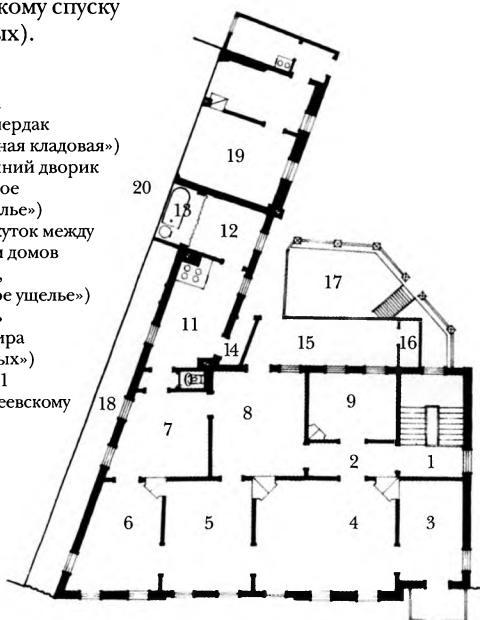 кому спуску
ых).
ердак
ная кладовая»)
ний дворик
ое
лье»)
уток между
и домов
,
ое ущелье»)
ира
ых»)
1
еевскому
19
20
13
12
17
11
14
15
16
18
8
9
7
2
1
6
5
4
3